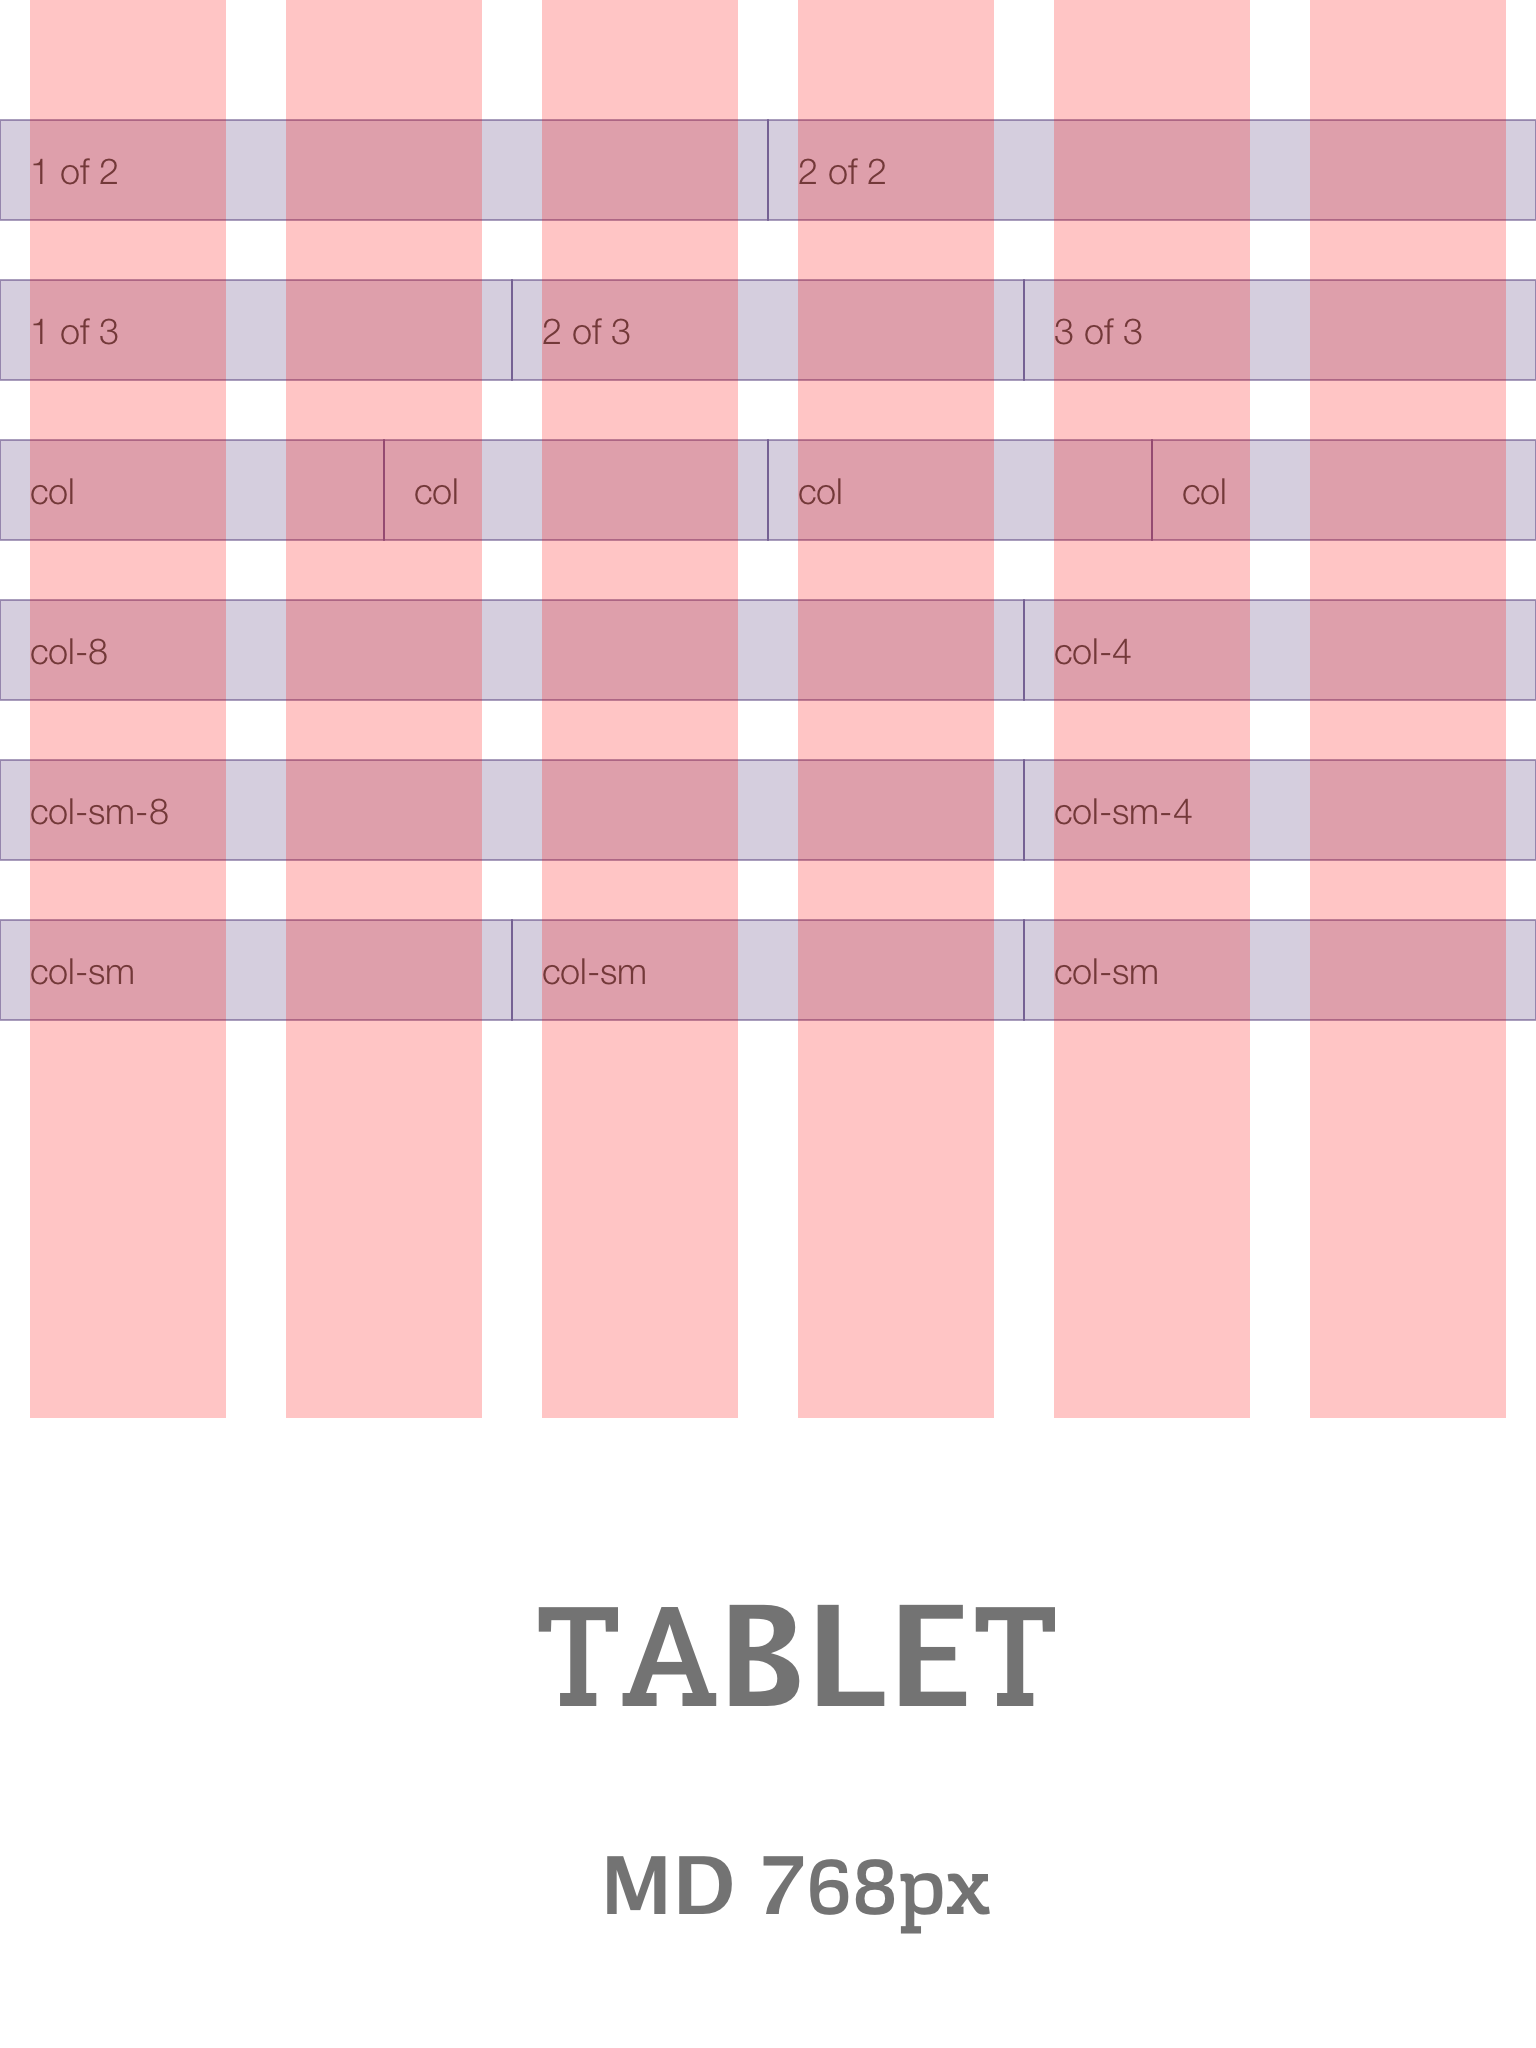 1 of 2 2 of 2
1 of 3 2 of 3 3 of 3
col col col col
col-8 col-4
col-sm-8 col-sm-4
col-sm col-sm col-sm
TABLET
MD 768px